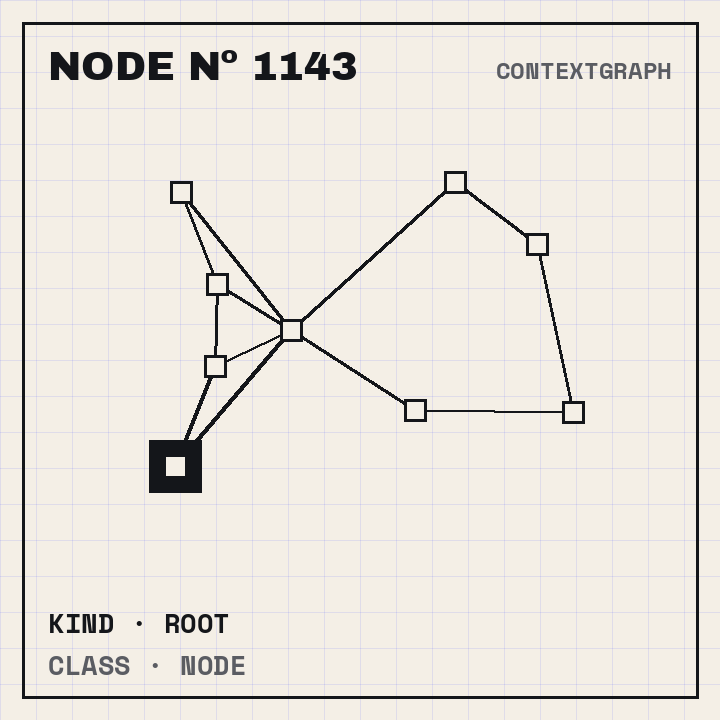 NODE Nº 1143
CONTEXTGRAPH
KIND · ROOT
CLASS · NODE